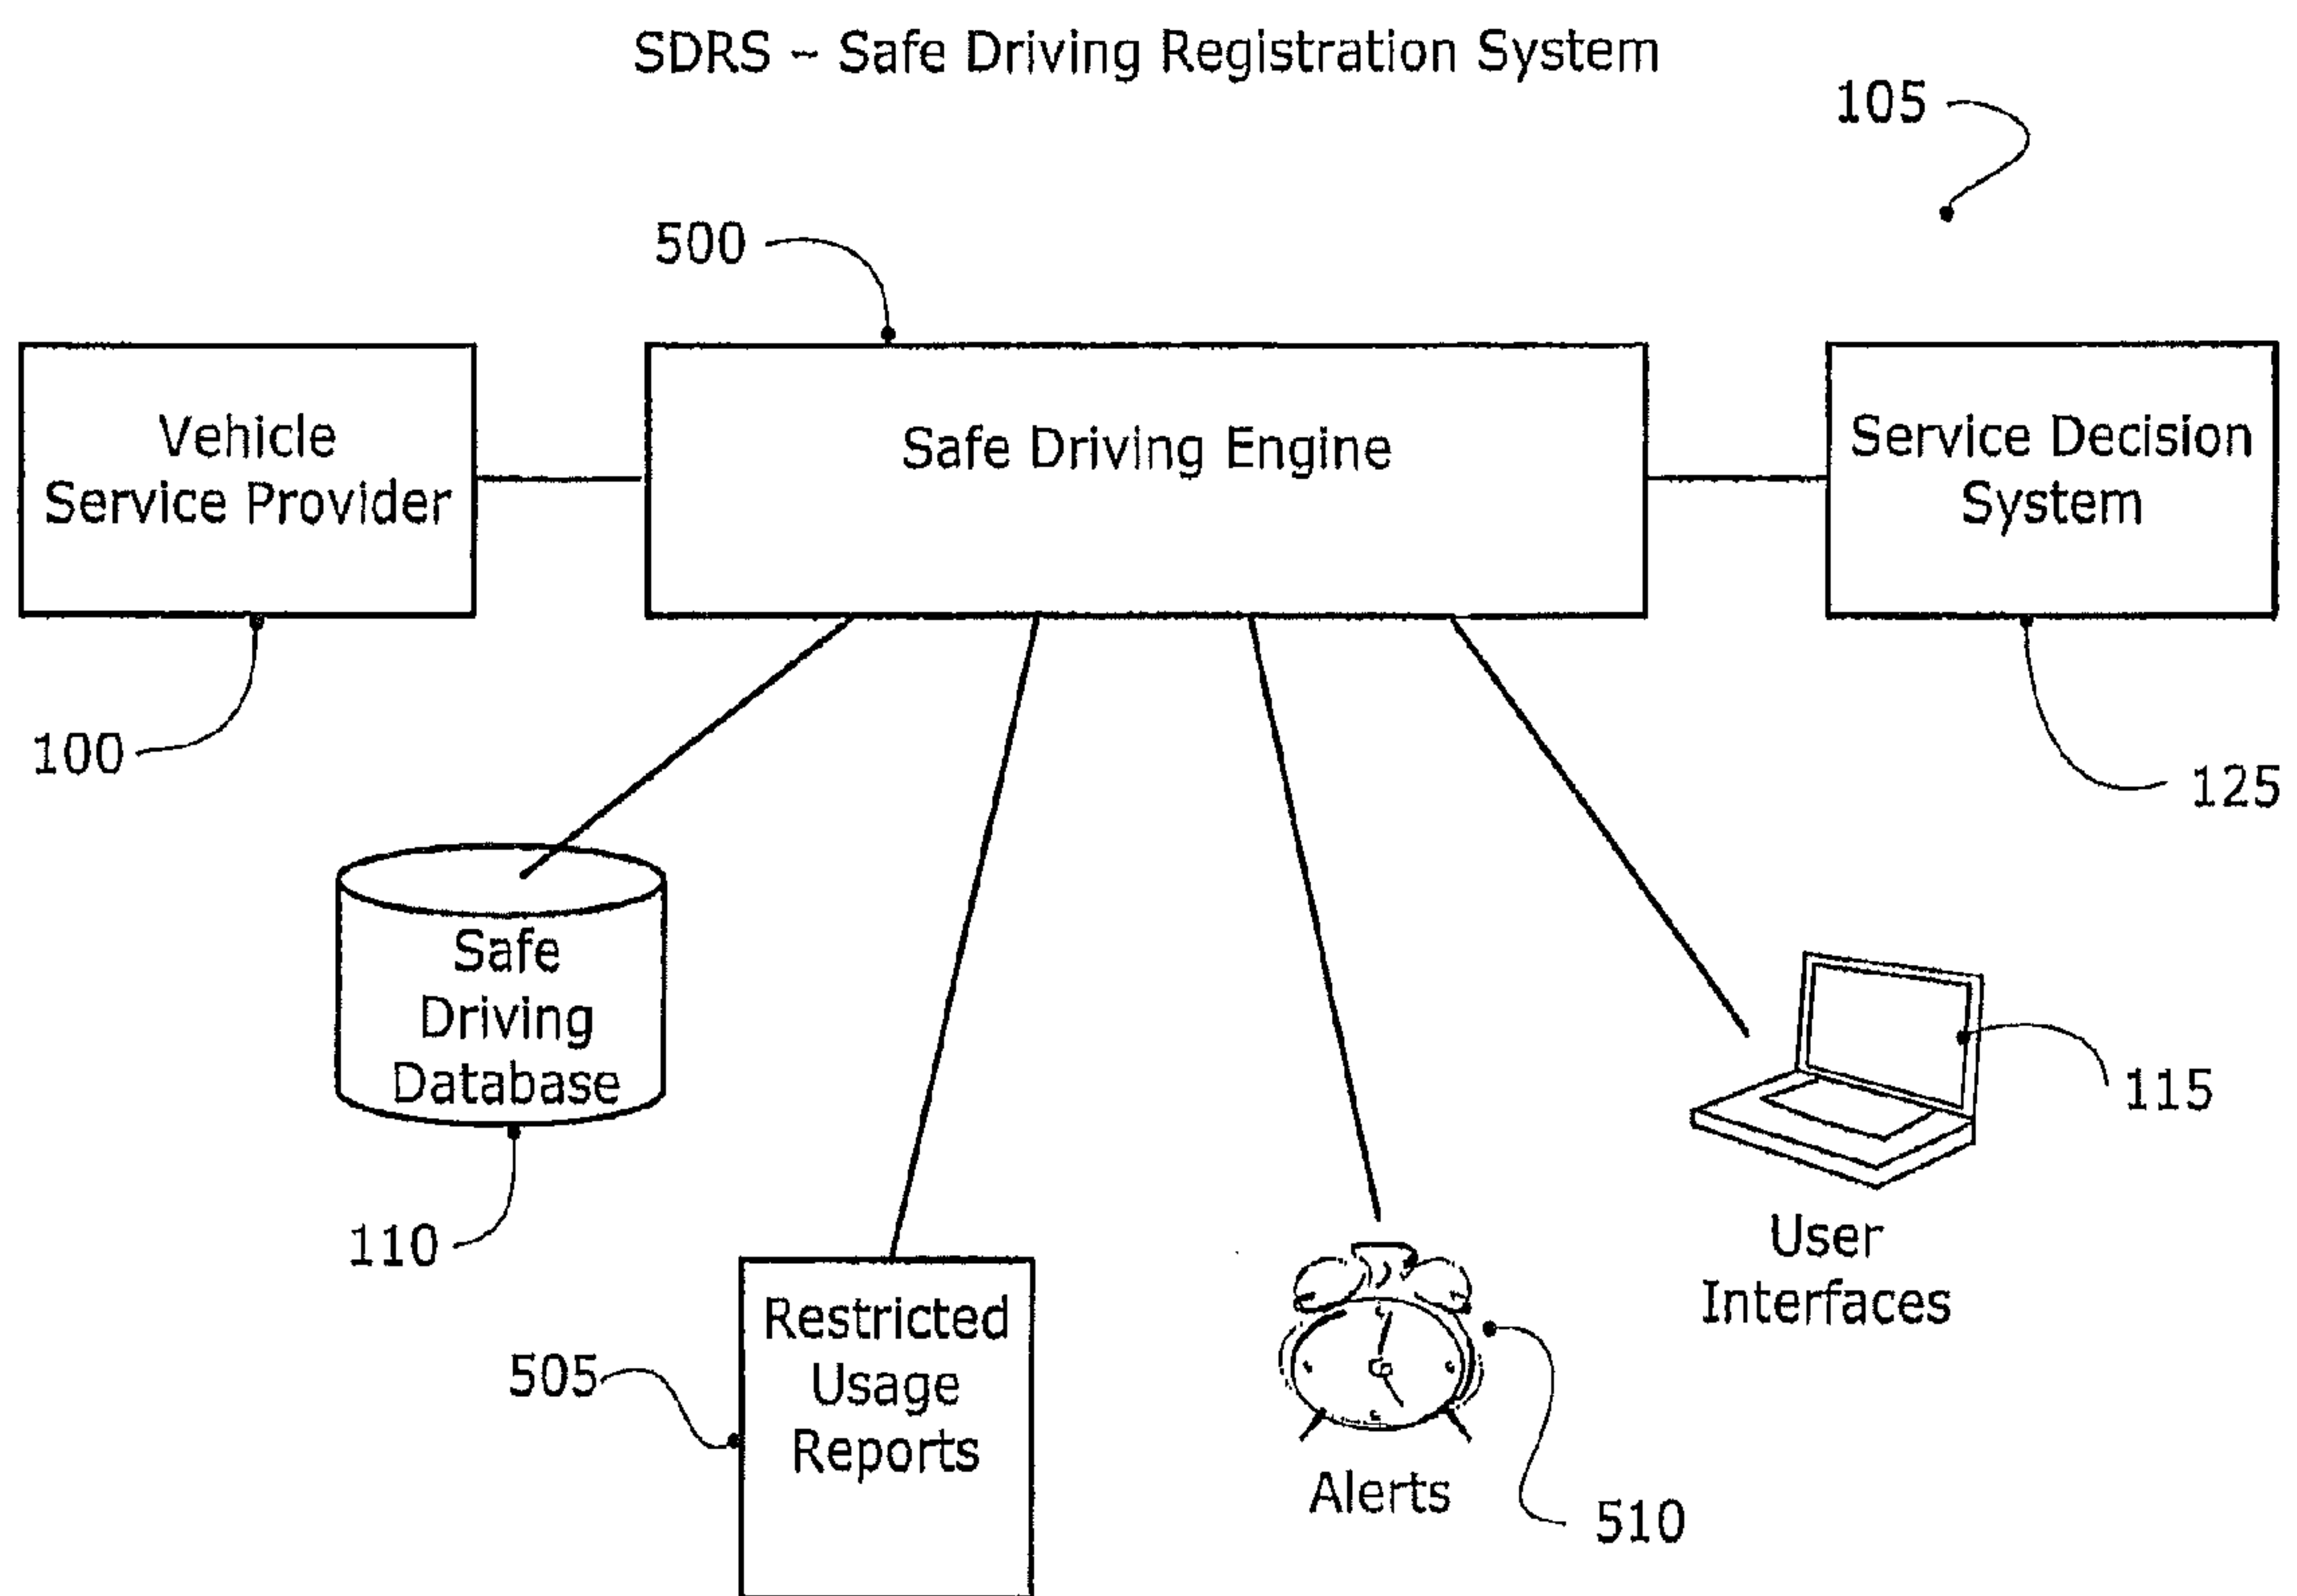 SDRS ~ Safe Driving Registration System
105
500
Vehicle
Service Provider
Safe Driving Engine
Service Decision
System
100
125
Safe
Driving
Database
115
110
User
Interfaces
Restricted
Usage
Reports
505
Alerts
510